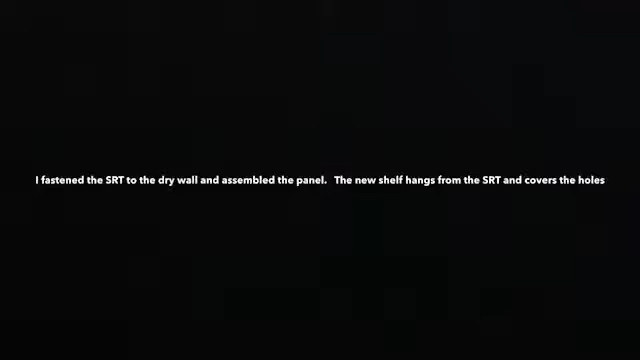 I fastened the SRT to the dry wall and assembled the panel.  The new shelf hangs from the SRT and covers the holes